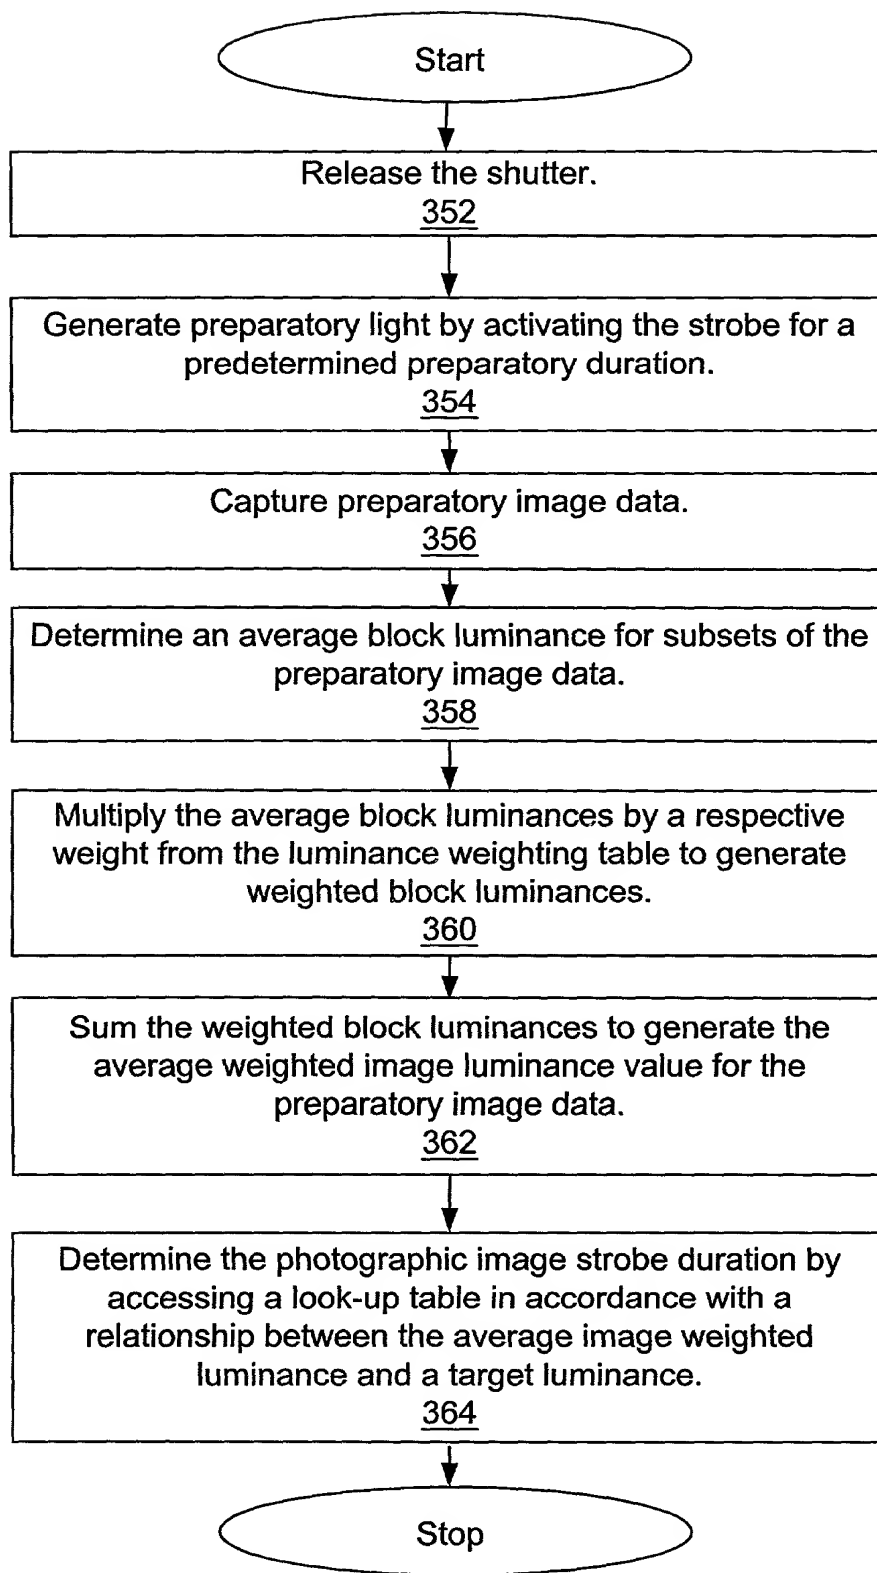 Start
Release the shutter.
352
Generate preparatory light by activating the strobe for a
predetermined preparatory duration.
354
Capture preparatory image data.
356
Determine an average block luminance for subsets of the
preparatory image data.
358
Multiply the average block luminances by a respective
weight from the luminance weighting table to generate
weighted block luminances.
360
Sum the weighted block luminances to generate the
average weighted image luminance value for the
preparatory image data.
362
Determine the photographic image strobe duration by
accessing a look-up table in accordance with a
relationship between the average image weighted
luminance and a target luminance.
364
Stop